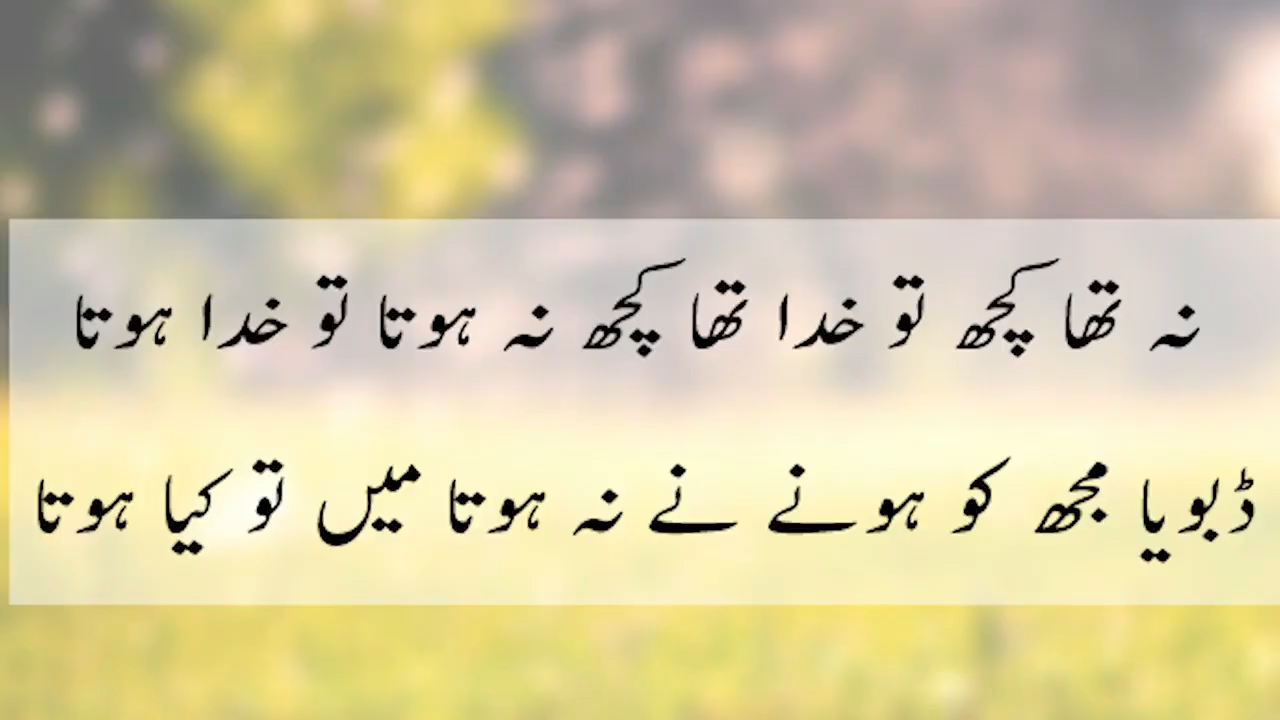 نہ تھا کچھ تو خدا تھا کچھ نہ ہوتا تو خدا ہوتا
ڈبویا مجھ کو ہونے نے نہ ہوتا میں تو کیا ہوتا